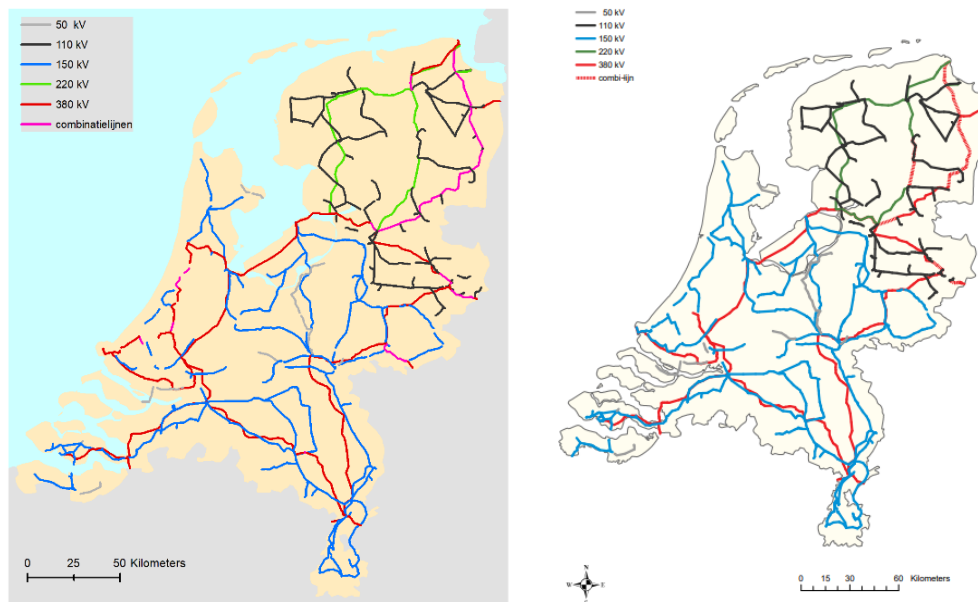 50 kV
110 kV
150 kV
220 kV
380 kV
combinatielijnen
0 25 50 Kilometers
50 kV
110 kV
150 kV
220 kV
380 kV
combi-lijn
N
W E
0 15 30 60 Kilometers